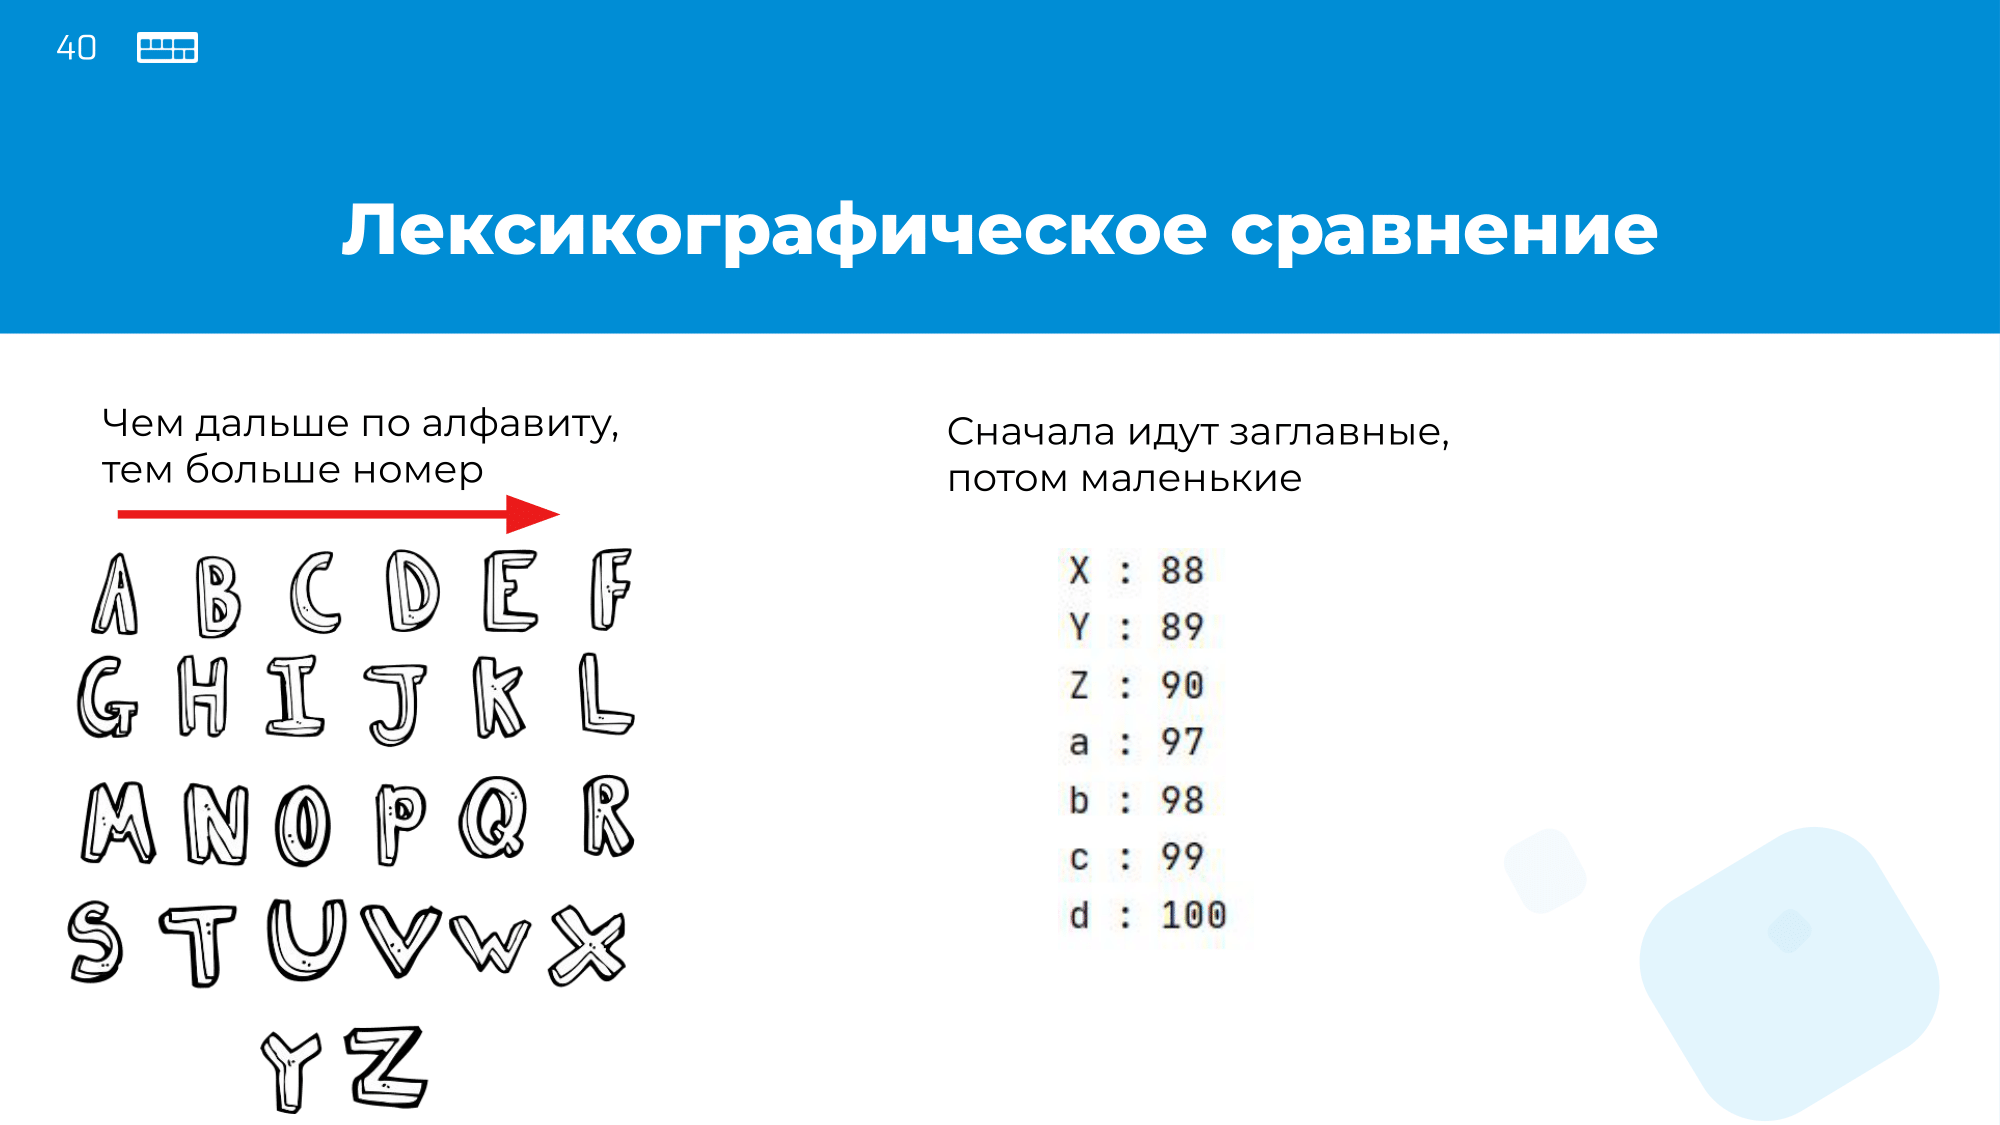 40
Лексикографическое сравнение
Чем дальше по алфавиту,
тем больше номер
A B C D E F
G H I J K L
M N O P Q R
S T U V W X
Y Z
Сначала идут заглавные,
потом маленькие
X : 88
Y : 89
Z : 90
a : 97
b : 98
c : 99
d : 100